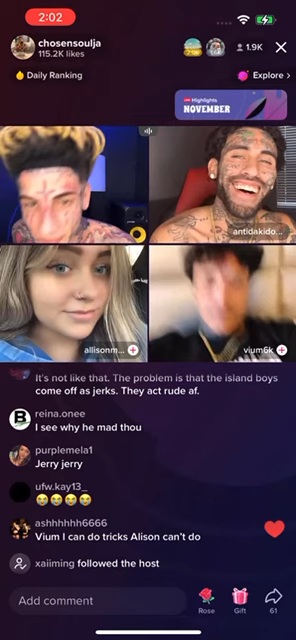 2:02
chosensoulja
115.2K likes
1.9K
Daily Ranking
Explore >
LIVE Highlights
NOVEMBER
antidakido...
allisonm...
vium6k
It's not like that. The problem is that the island boys
come off as jerks. They act rude af.
reina.onee
I see why he mad thou
purplemela1
Jerry jerry
ufw.kay13_
😭😭😭😭
ashhhhhh6666
Vium I can do tricks Alison can't do
xaiiming followed the host
Add comment
Rose
Gift
61